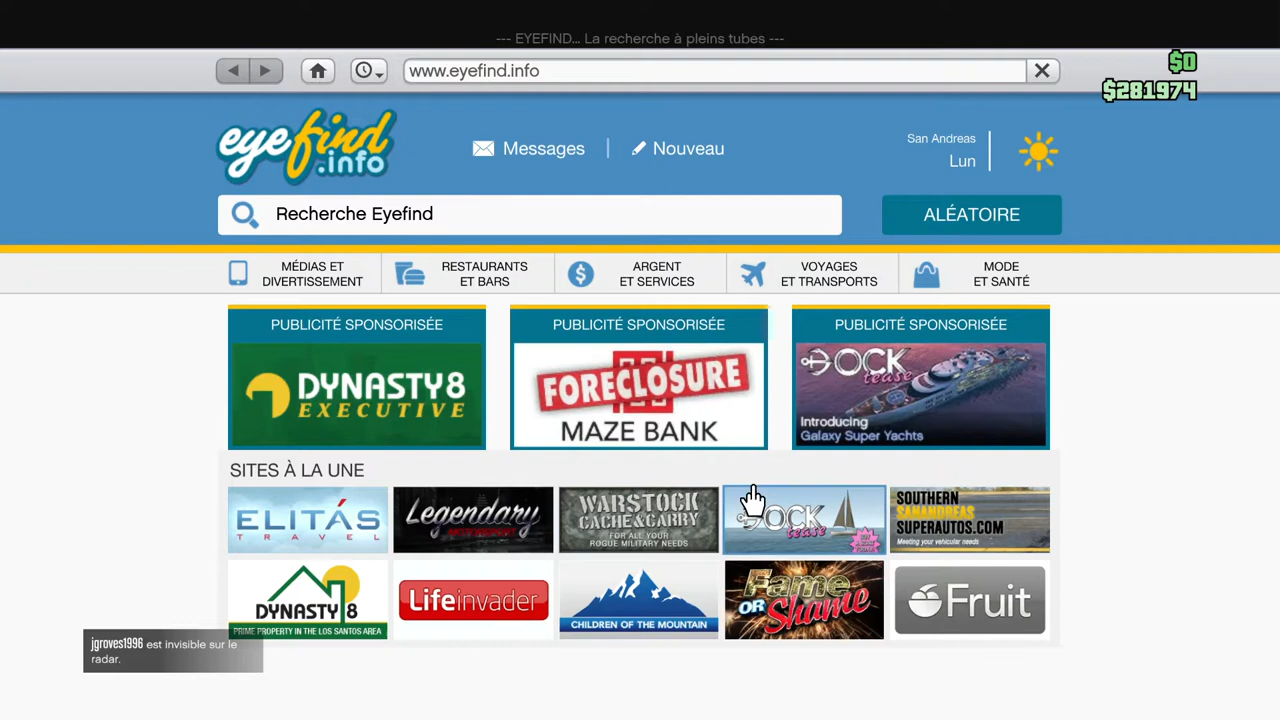 --- EYEFIND... La recherche à pleins tubes ---
www.eyefind.info
$0
$281974
eyefind
.info
Messages
Nouveau
San Andreas
Lun
Recherche Eyefind
ALÉATOIRE
MÉDIAS ET
DIVERTISSEMENT
RESTAURANTS
ET BARS
ARGENT
ET SERVICES
VOYAGES
ET TRANSPORTS
MODE
ET SANTÉ
PUBLICITÉ SPONSORISÉE
PUBLICITÉ SPONSORISÉE
PUBLICITÉ SPONSORISÉE
DYNASTY8
EXECUTIVE
FORECLOSURE
MAZE BANK
DOCK
tease
Introducing
Galaxy Super Yachts
SITES À LA UNE
ELITÁS
TRAVEL
Legendary
WARSTOCK
CACHE&CARRY
FOR ALL YOUR
ROGUE MILITARY NEEDS
DOCK
tease
SOUTHERN
SANANDREAS
SUPERAUTOS.COM
Meeting your vehicular needs
DYNASTY 8
PRIME PROPERTY IN THE LOS SANTOS AREA
Lifeinvader
CHILDREN OF THE MOUNTAIN
Fame
OR Shame
Fruit
jgroves1996 est invisible sur le
radar.